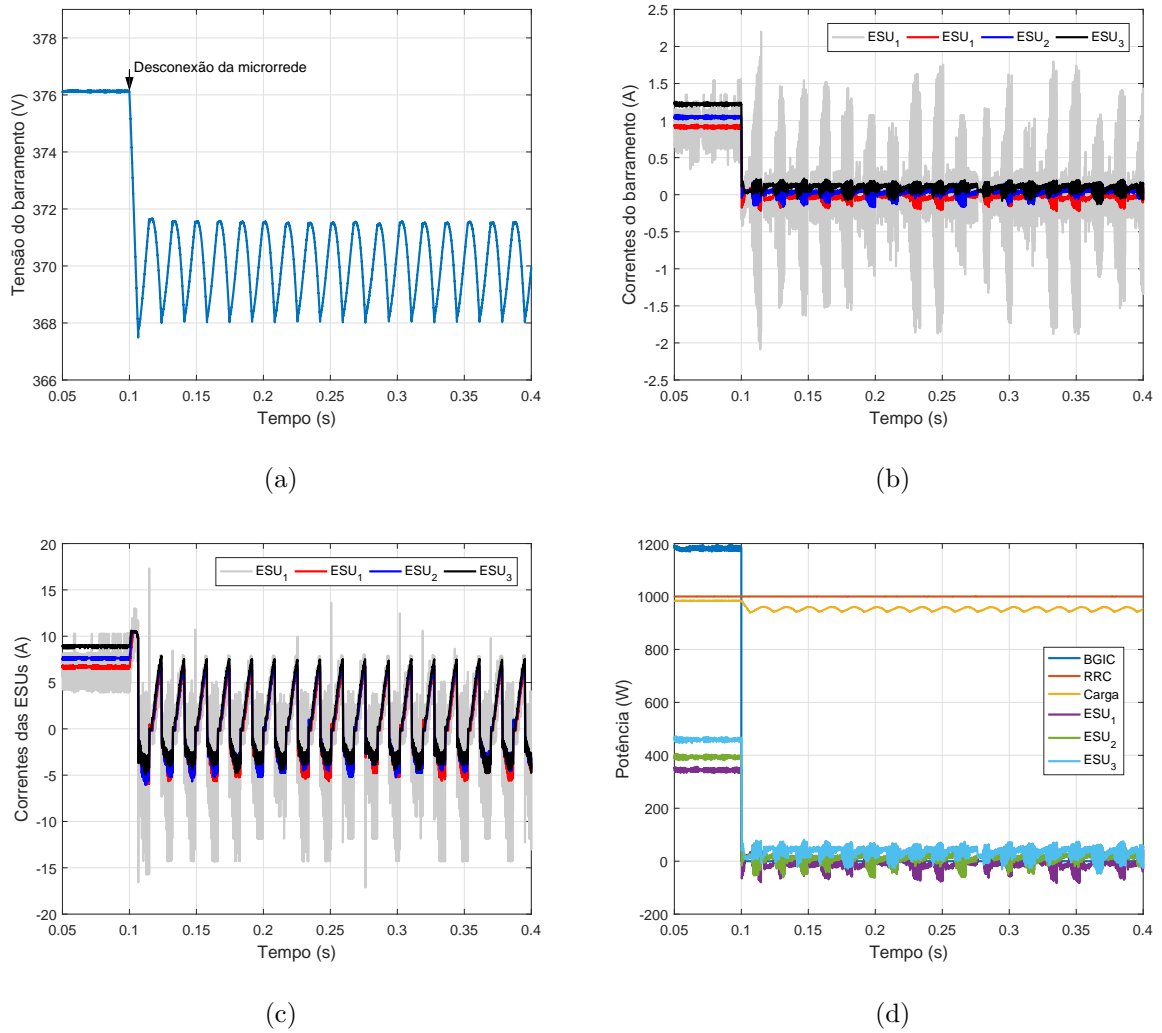 378
376
374
372
370
368
366
Tensão do barramento (V)
Desconexão da microrrede
0.05 0.1 0.15 0.2 0.25 0.3 0.35 0.4
Tempo (s)
(a)
2.5
2
1.5
1
0.5
0
-0.5
-1
-1.5
-2
-2.5
Correntes do barramento (A)
ESU1 ESU1 ESU2 ESU3
0.05 0.1 0.15 0.2 0.25 0.3 0.35 0.4
Tempo (s)
(b)
20
15
10
5
0
-5
-10
-15
-20
Correntes das ESUs (A)
ESU1 ESU1 ESU2 ESU3
0.05 0.1 0.15 0.2 0.25 0.3 0.35 0.4
Tempo (s)
(c)
1200
1000
800
600
400
200
0
-200
Potência (W)
BGIC
RRC
Carga
ESU1
ESU2
ESU3
0.05 0.1 0.15 0.2 0.25 0.3 0.35 0.4
Tempo (s)
(d)